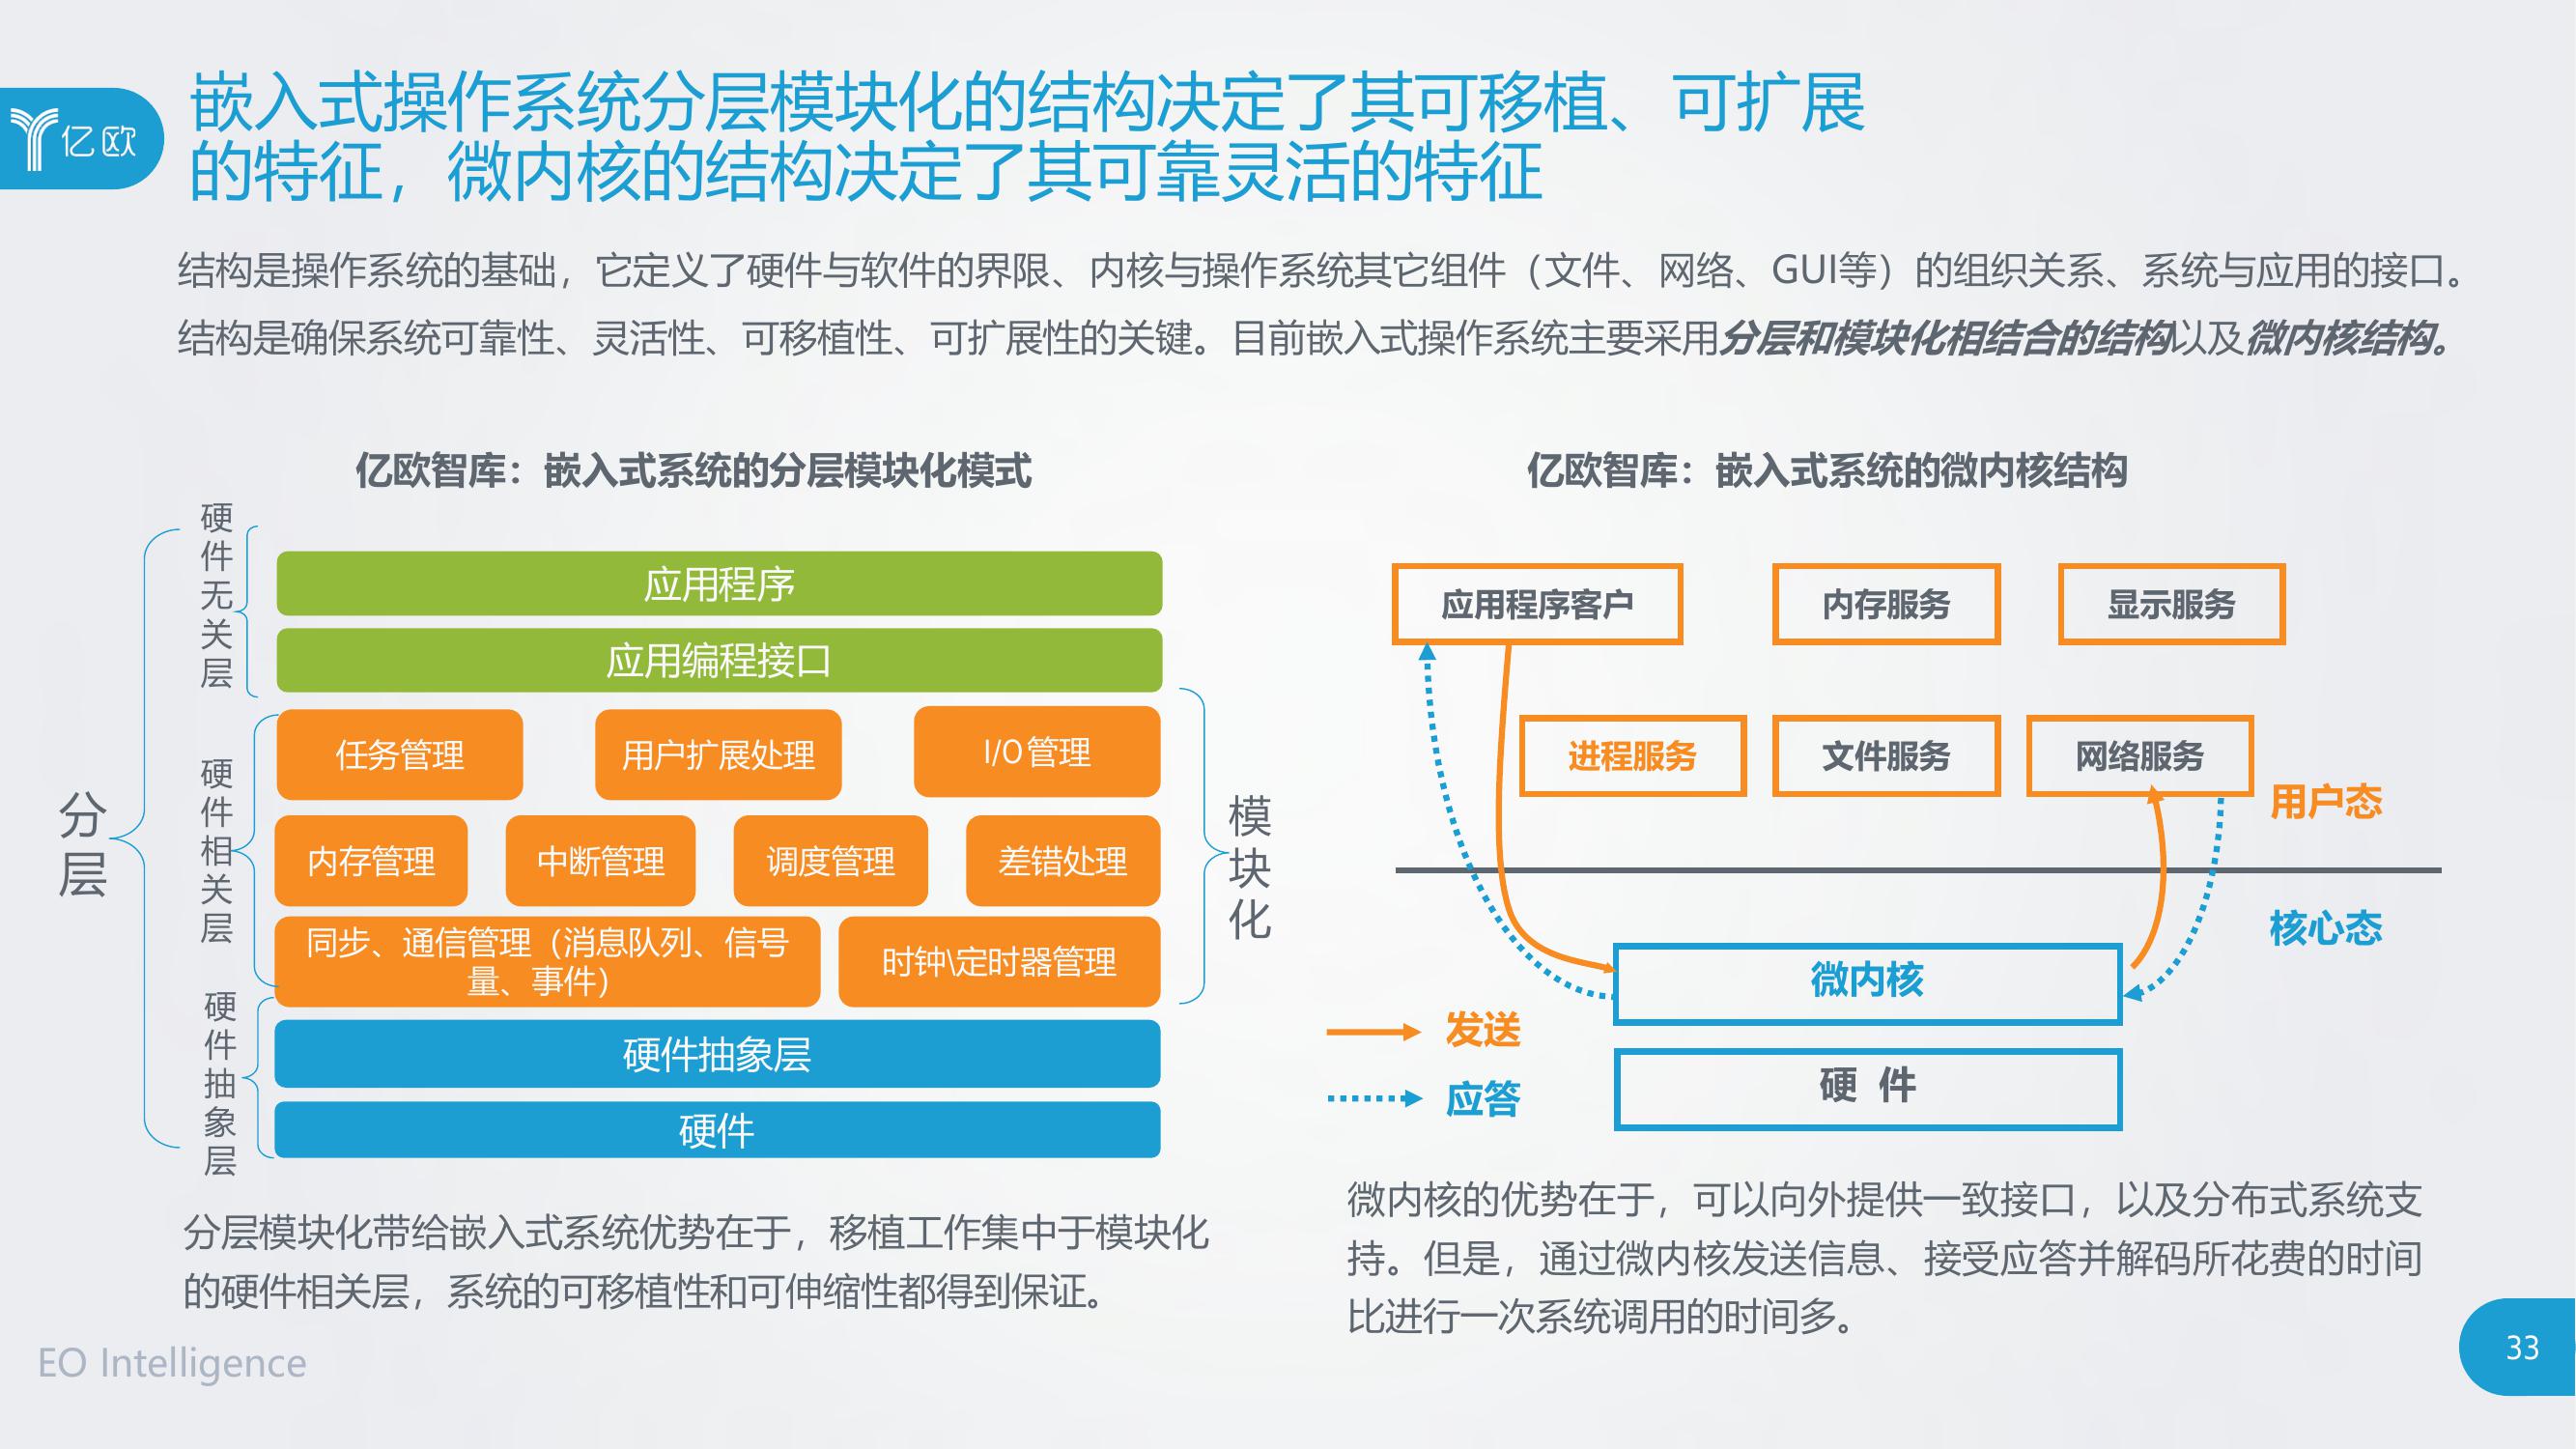 亿欧
嵌入式操作系统分层模块化的结构决定了其可移植、可扩展
的特征，微内核的结构决定了其可靠灵活的特征
结构是操作系统的基础，它定义了硬件与软件的界限、内核与操作系统其它组件（文件、网络、GUI等）的组织关系、系统与应用的接口。
结构是确保系统可靠性、灵活性、可移植性、可扩展性的关键。目前嵌入式操作系统主要采用分层和模块化相结合的结构以及微内核结构。
亿欧智库：嵌入式系统的分层模块化模式
分层
硬件无关层
硬件相关层
硬件抽象层
应用程序
应用编程接口
任务管理
用户扩展处理
I/O管理
内存管理
中断管理
调度管理
差错处理
同步、通信管理（消息队列、信号
量、事件）
时钟\定时器管理
硬件抽象层
硬件
模块化
分层模块化带给嵌入式系统优势在于，移植工作集中于模块化
的硬件相关层，系统的可移植性和可伸缩性都得到保证。
亿欧智库：嵌入式系统的微内核结构
应用程序客户
内存服务
显示服务
进程服务
文件服务
网络服务
用户态
核心态
微内核
硬 件
发送
应答
微内核的优势在于，可以向外提供一致接口，以及分布式系统支
持。但是，通过微内核发送信息、接受应答并解码所花费的时间
比进行一次系统调用的时间多。
EO Intelligence
33